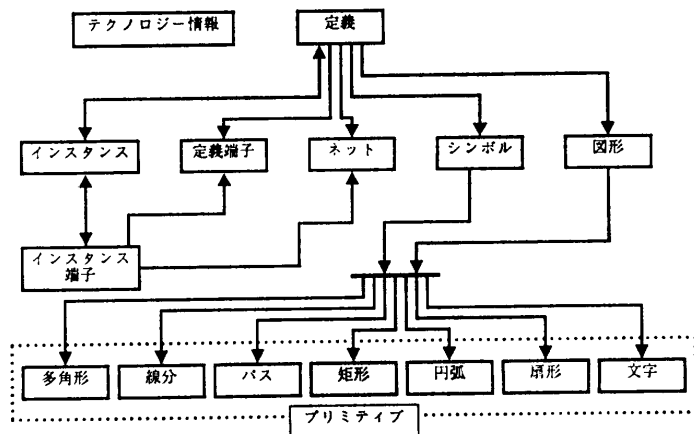 テクノロジー情報
定義
インスタンス
定義端子
ネット
シンボル
図形
インスタンス
端子
多角形
線分
パス
矩形
円弧
扇形
文字
プリミティブ